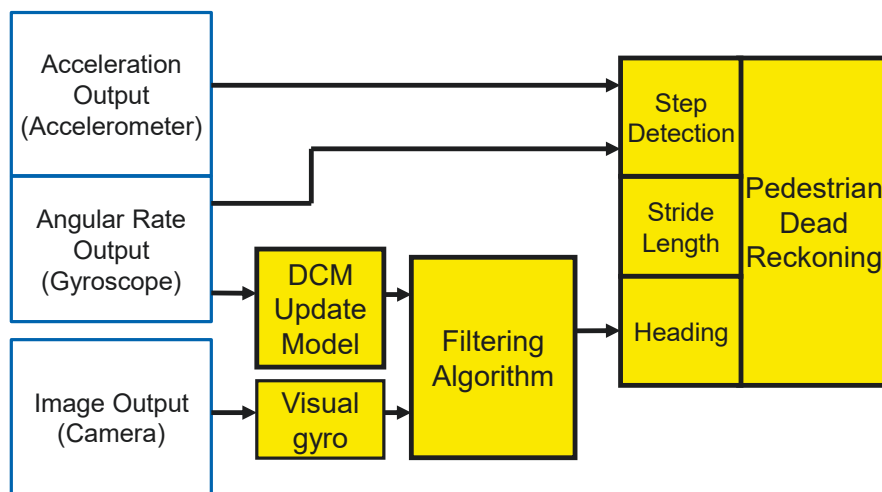 Acceleration
Output
(Accelerometer)
Angular Rate
Output
(Gyroscope)
Image Output
(Camera)
DCM
Update
Model
Visual
gyro
Filtering
Algorithm
Step
Detection
Stride
Length
Heading
Pedestrian
Dead
Reckoning